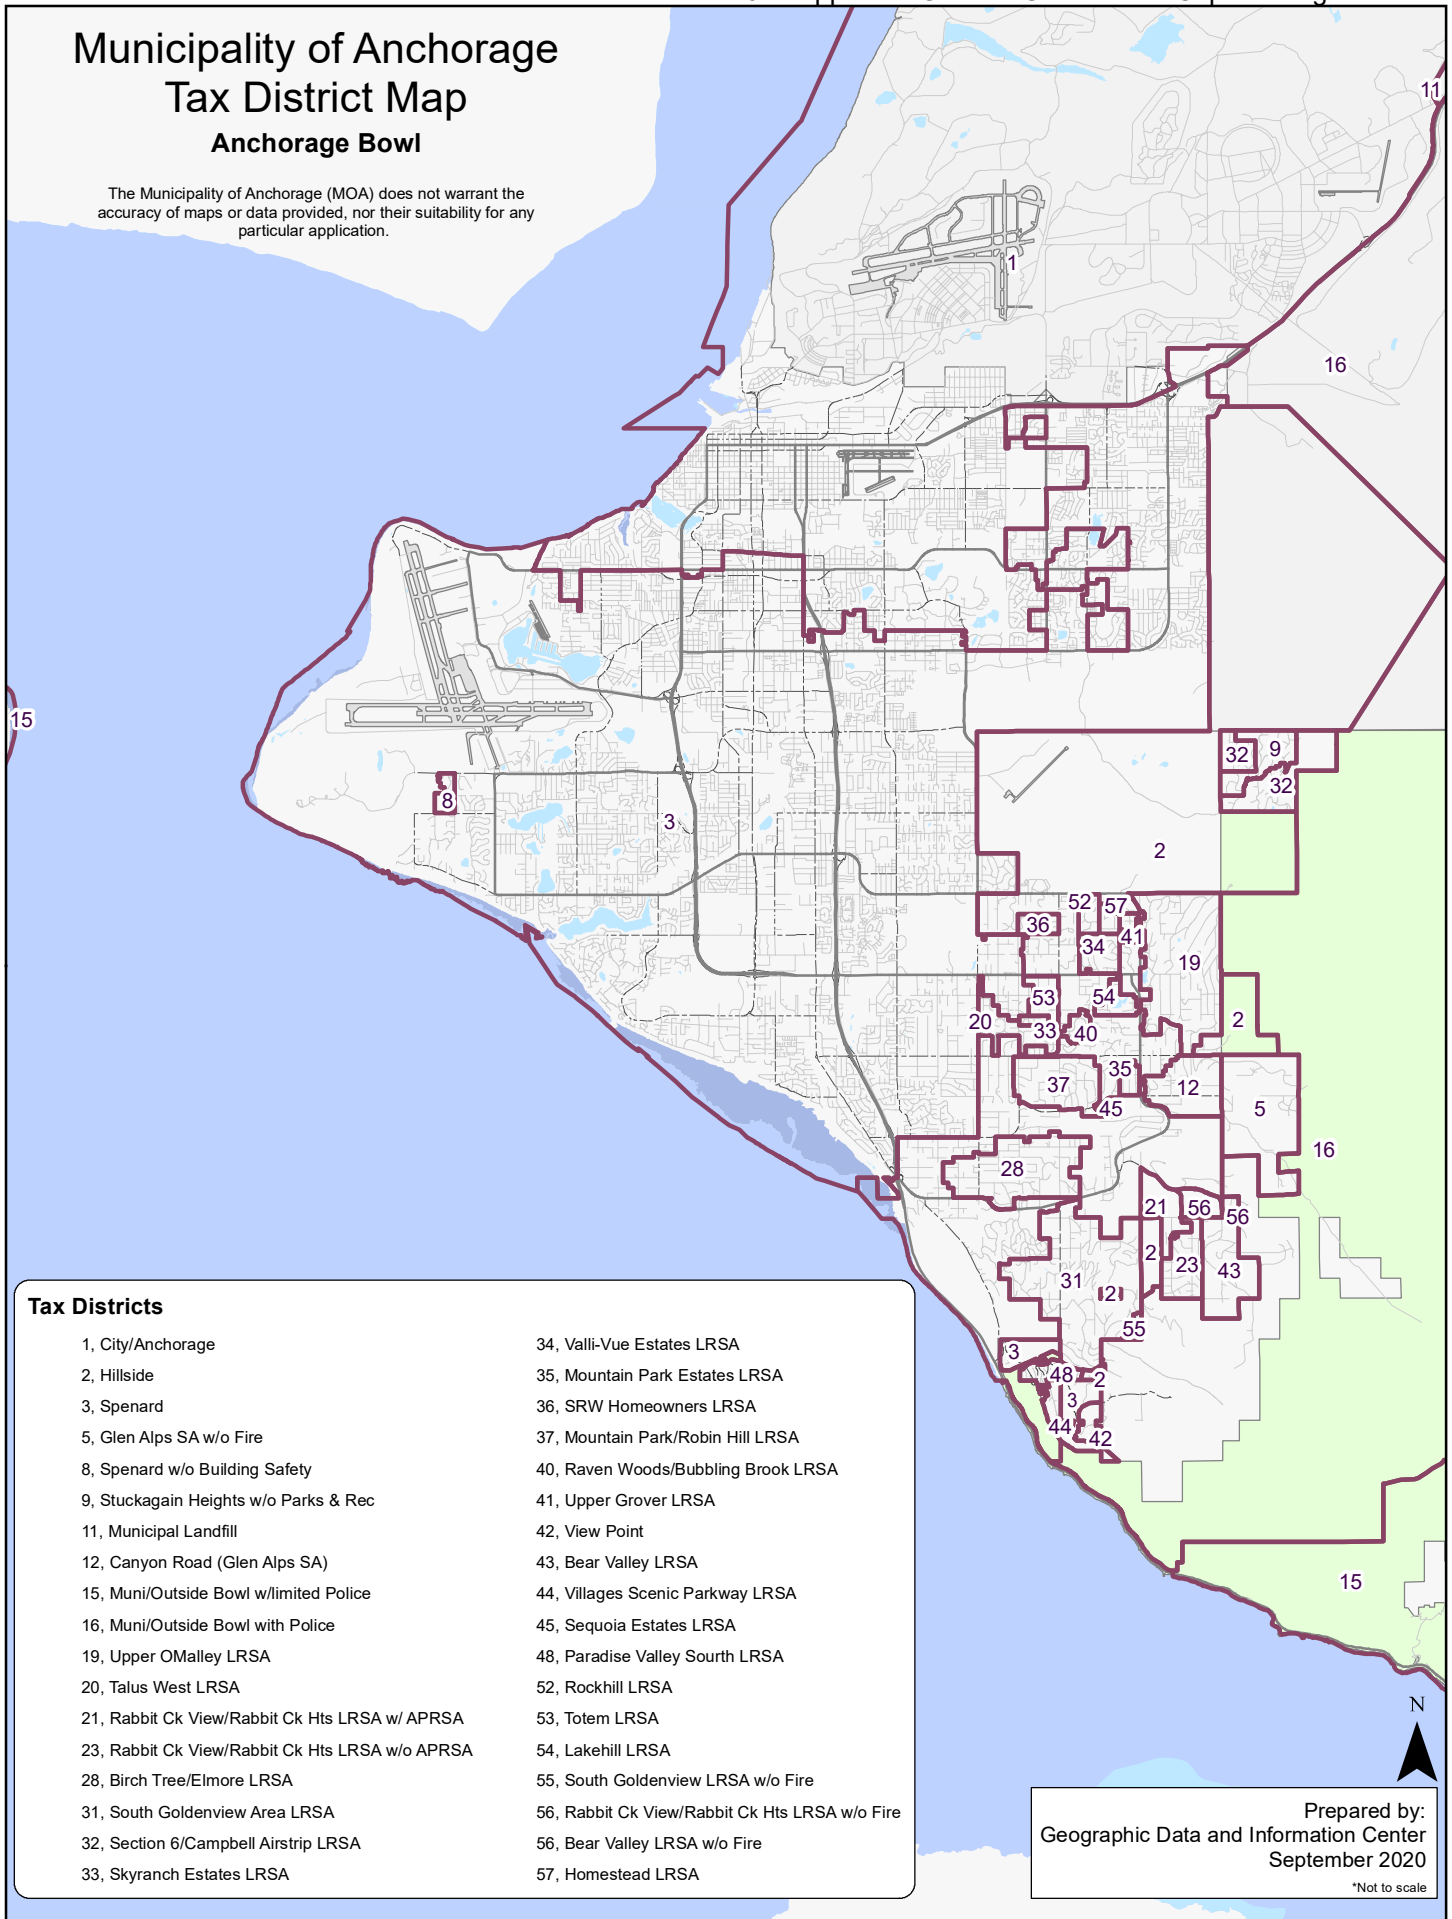 Municipality of Anchorage
Tax District Map
Anchorage Bowl
The Municipality of Anchorage (MOA) does not warrant the
accuracy of maps or data provided, nor their suitability for any
particular application.
11
1
16
15
32
9
32
8
3
2
52
57
36
41
34
19
53
54
20
2
33
40
35
37
12
45
5
16
28
21
56
56
2
23
43
31
2
55
3
48
2
3
44
42
15
Tax Districts
1, City/Anchorage
2, Hillside
3, Spenard
5, Glen Alps SA w/o Fire
8, Spenard w/o Building Safety
9, Stuckagain Heights w/o Parks & Rec
11, Municipal Landfill
12, Canyon Road (Glen Alps SA)
15, Muni/Outside Bowl w/limited Police
16, Muni/Outside Bowl with Police
19, Upper OMalley LRSA
20, Talus West LRSA
21, Rabbit Ck View/Rabbit Ck Hts LRSA w/ APRSA
23, Rabbit Ck View/Rabbit Ck Hts LRSA w/o APRSA
28, Birch Tree/Elmore LRSA
31, South Goldenview Area LRSA
32, Section 6/Campbell Airstrip LRSA
33, Skyranch Estates LRSA
34, Valli-Vue Estates LRSA
35, Mountain Park Estates LRSA
36, SRW Homeowners LRSA
37, Mountain Park/Robin Hill LRSA
40, Raven Woods/Bubbling Brook LRSA
41, Upper Grover LRSA
42, View Point
43, Bear Valley LRSA
44, Villages Scenic Parkway LRSA
45, Sequoia Estates LRSA
48, Paradise Valley Sourth LRSA
52, Rockhill LRSA
53, Totem LRSA
54, Lakehill LRSA
55, South Goldenview LRSA w/o Fire
56, Rabbit Ck View/Rabbit Ck Hts LRSA w/o Fire
56, Bear Valley LRSA w/o Fire
57, Homestead LRSA
N
Prepared by:
Geographic Data and Information Center
September 2020
*Not to scale